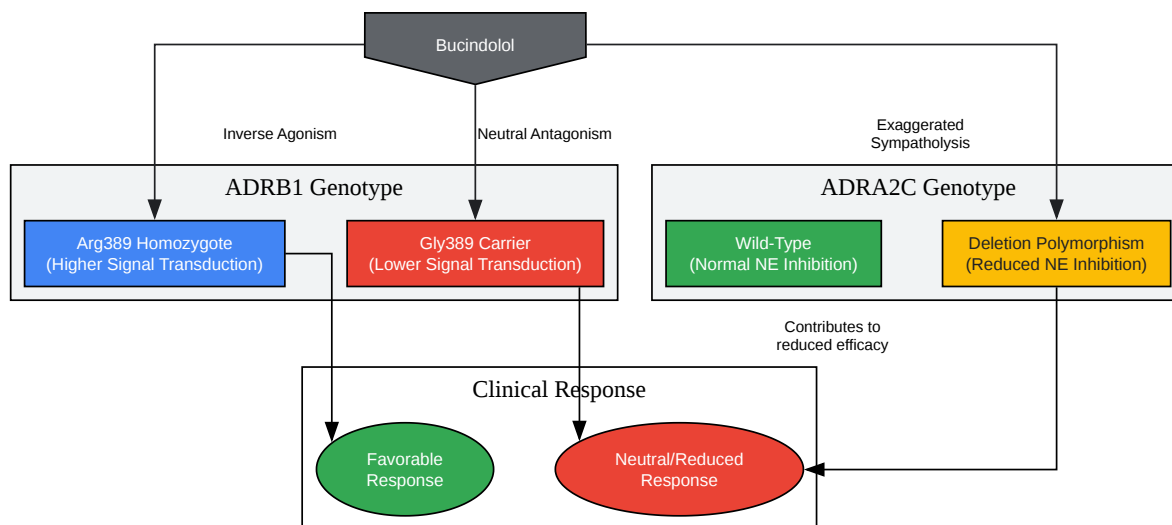 Bucindolol
Inverse Agonism
Neutral Antagonism
Exaggerated
Sympatholysis
ADRB1 Genotype
Arg389 Homozygote
(Higher Signal Transduction)
Gly389 Carrier
(Lower Signal Transduction)
ADRA2C Genotype
Wild-Type
(Normal NE Inhibition)
Deletion Polymorphism
(Reduced NE Inhibition)
Contributes to
reduced efficacy
Clinical Response
Favorable
Response
Neutral/Reduced
Response